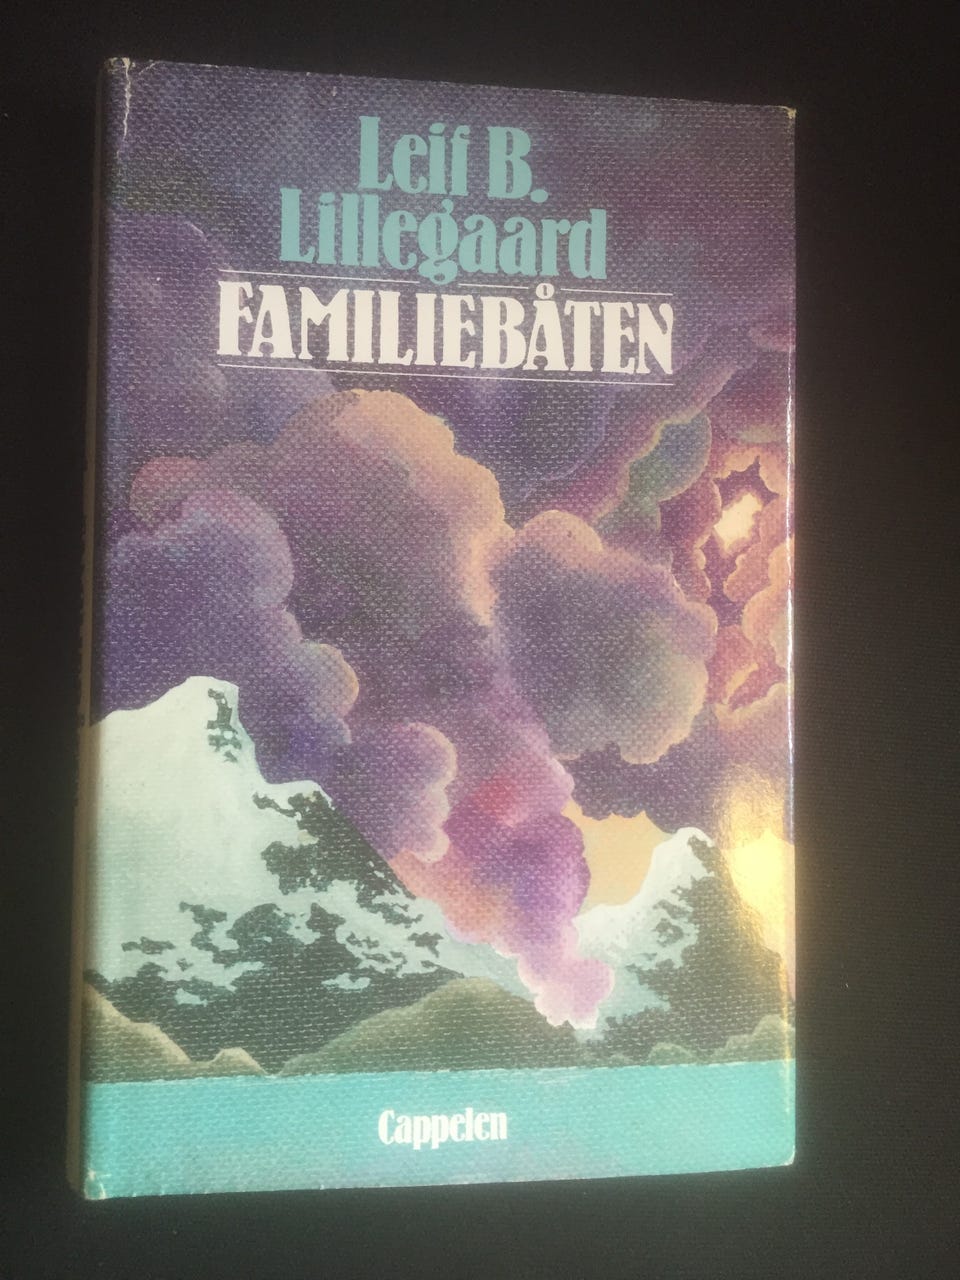 Leif B.
Lillegaard
FAMILIEBÅTEN
Cappelen